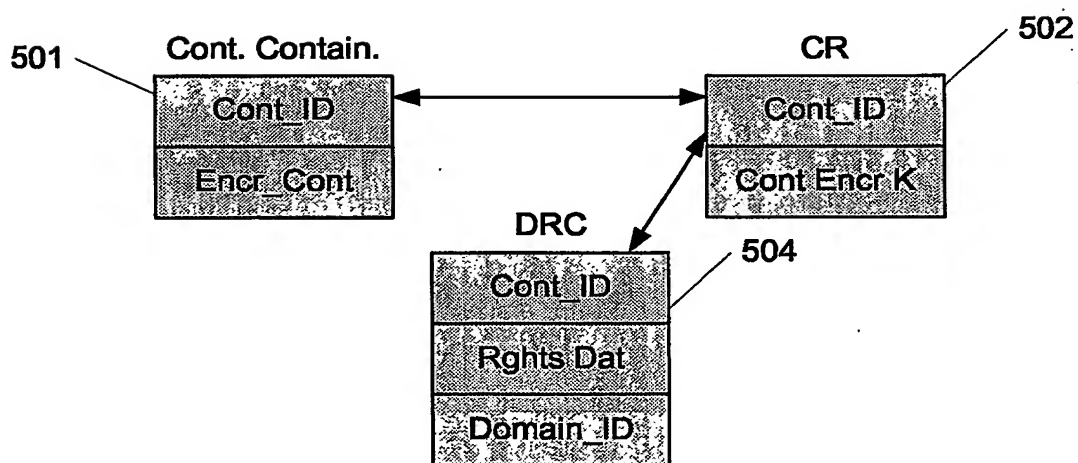 501
Cont. Contain.
Cont_ID
Encr_Cont
CR
502
Cont_ID
Cont Encr K
DRC
504
Cont_ID
Rghts Dat
Domain_ID